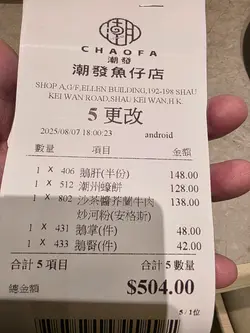 潮
CHAOFA
潮發
潮發魚仔店
SHOP A,G/F,ELLEN BUILDING,192-198 SHAU
KEI WAN ROAD,SHAU KEI WAN,H.K.
5 更改
2025/08/07 18:00:23 android
數量 項目 金額
1 X 406 鵝肝(半份) 148.00
1 X 512 潮州蠔餅 128.00
1 X 802 沙茶醬芥蘭牛肉 138.00
炒河粉(安格斯)
1 X 431 鵝掌(件) 48.00
1 X 433 鵝腎(件) 42.00
合計 5 項目 合計 5 數量
總金額 $504.00
5 / 1位